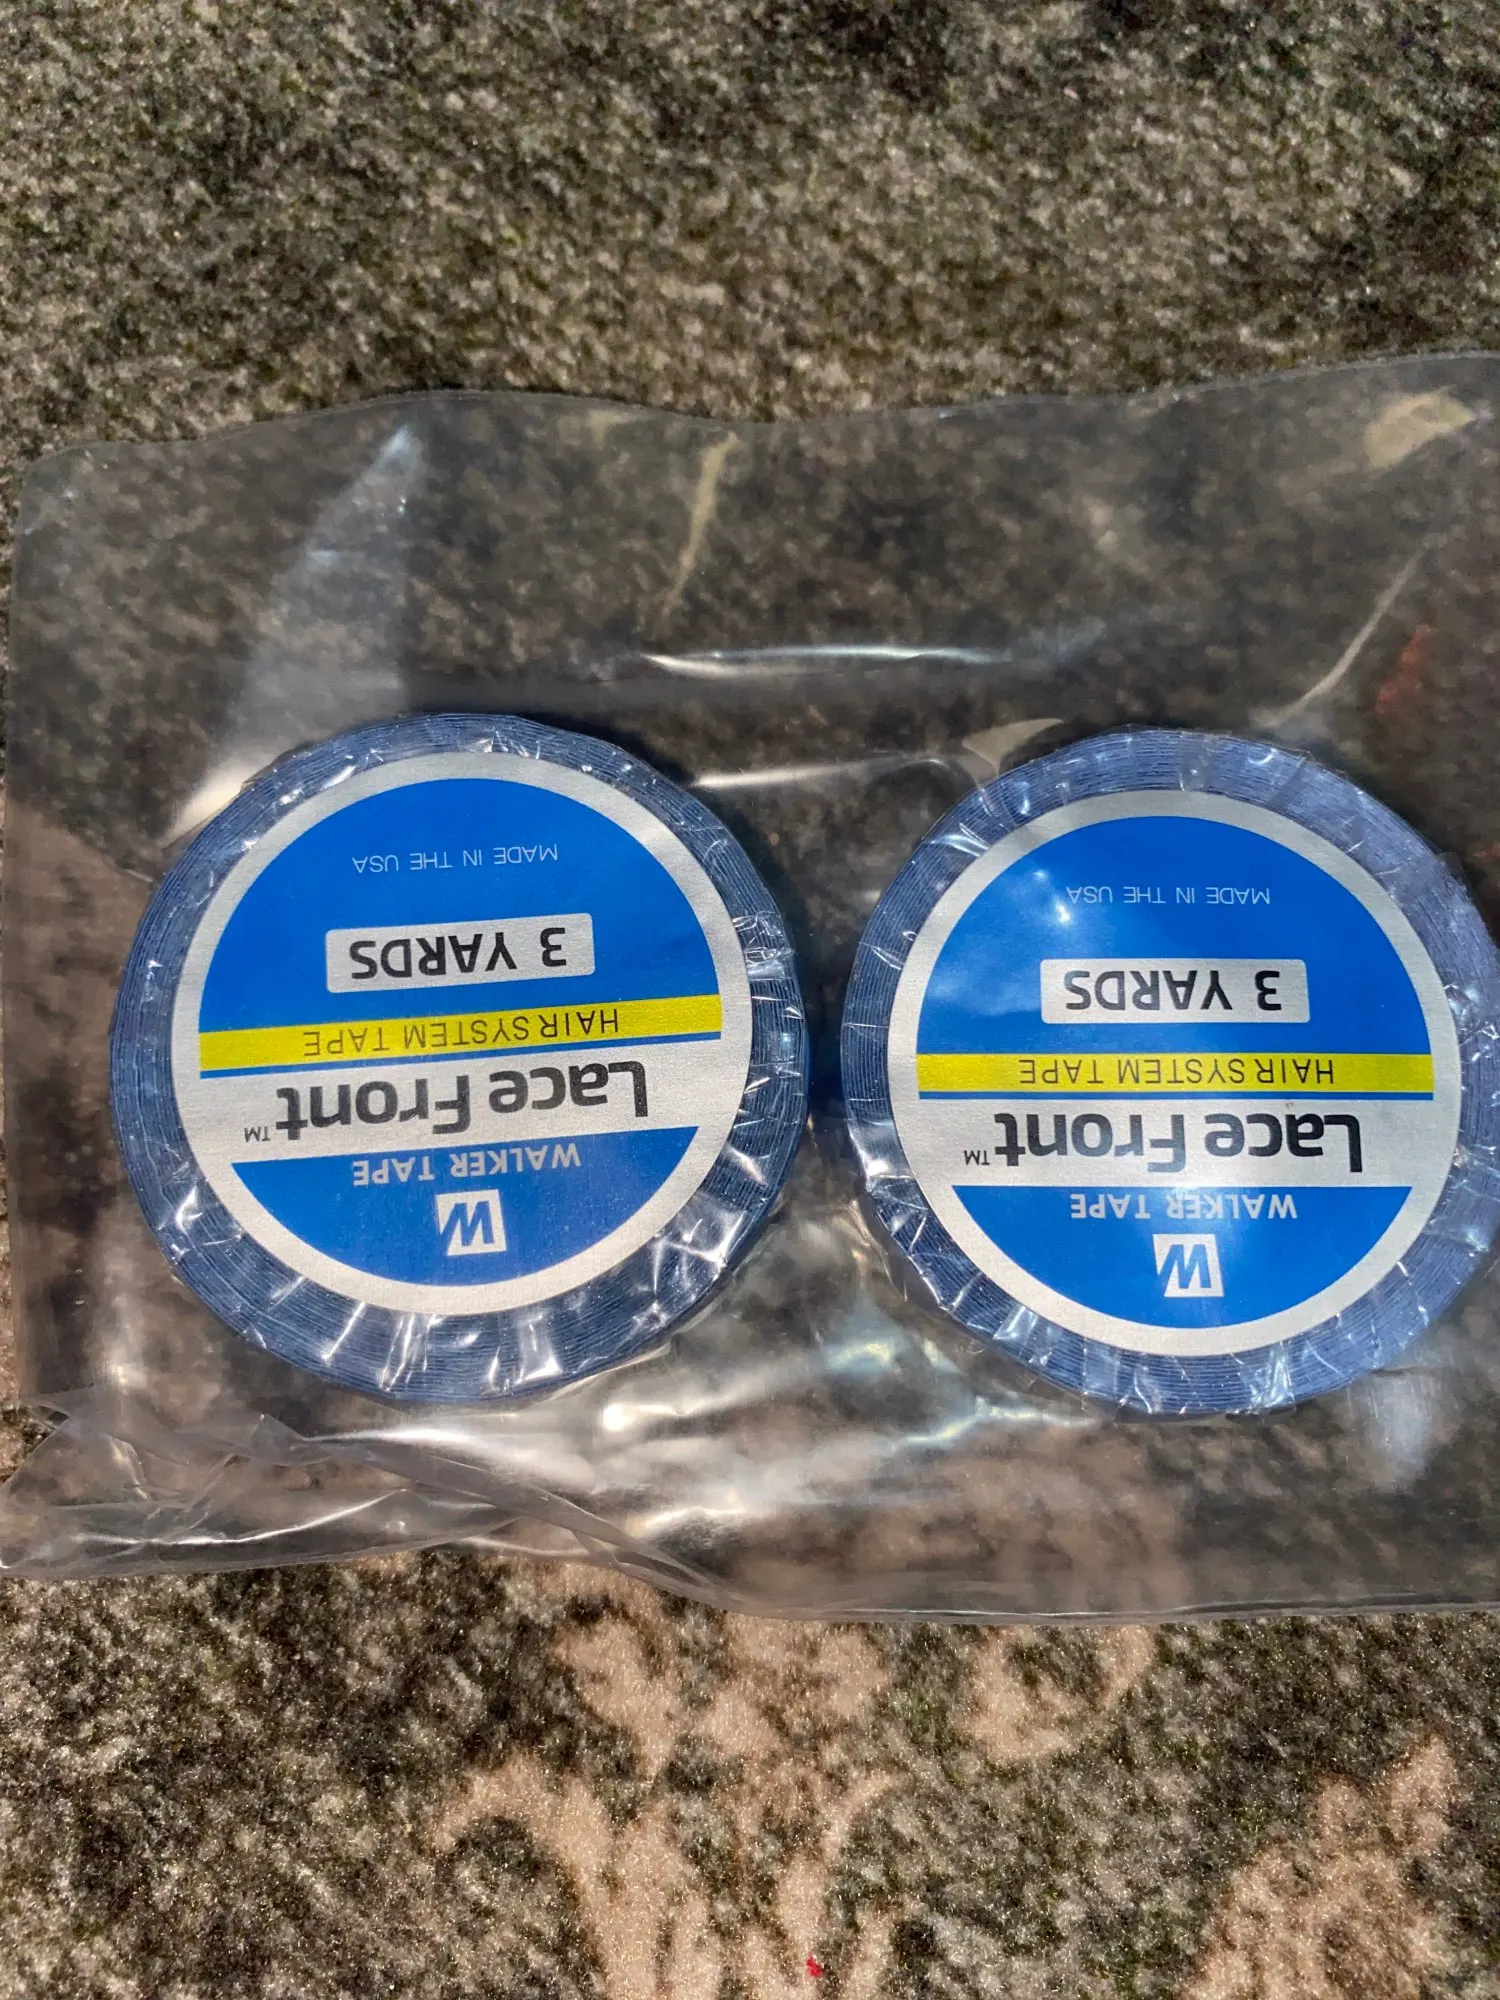 W
WALKER TAPE
Lace Front™
HAIR SYSTEM TAPE
3 YARDS
MADE IN THE USA
W
WALKER TAPE
Lace Front™
HAIR SYSTEM TAPE
3 YARDS
MADE IN THE USA